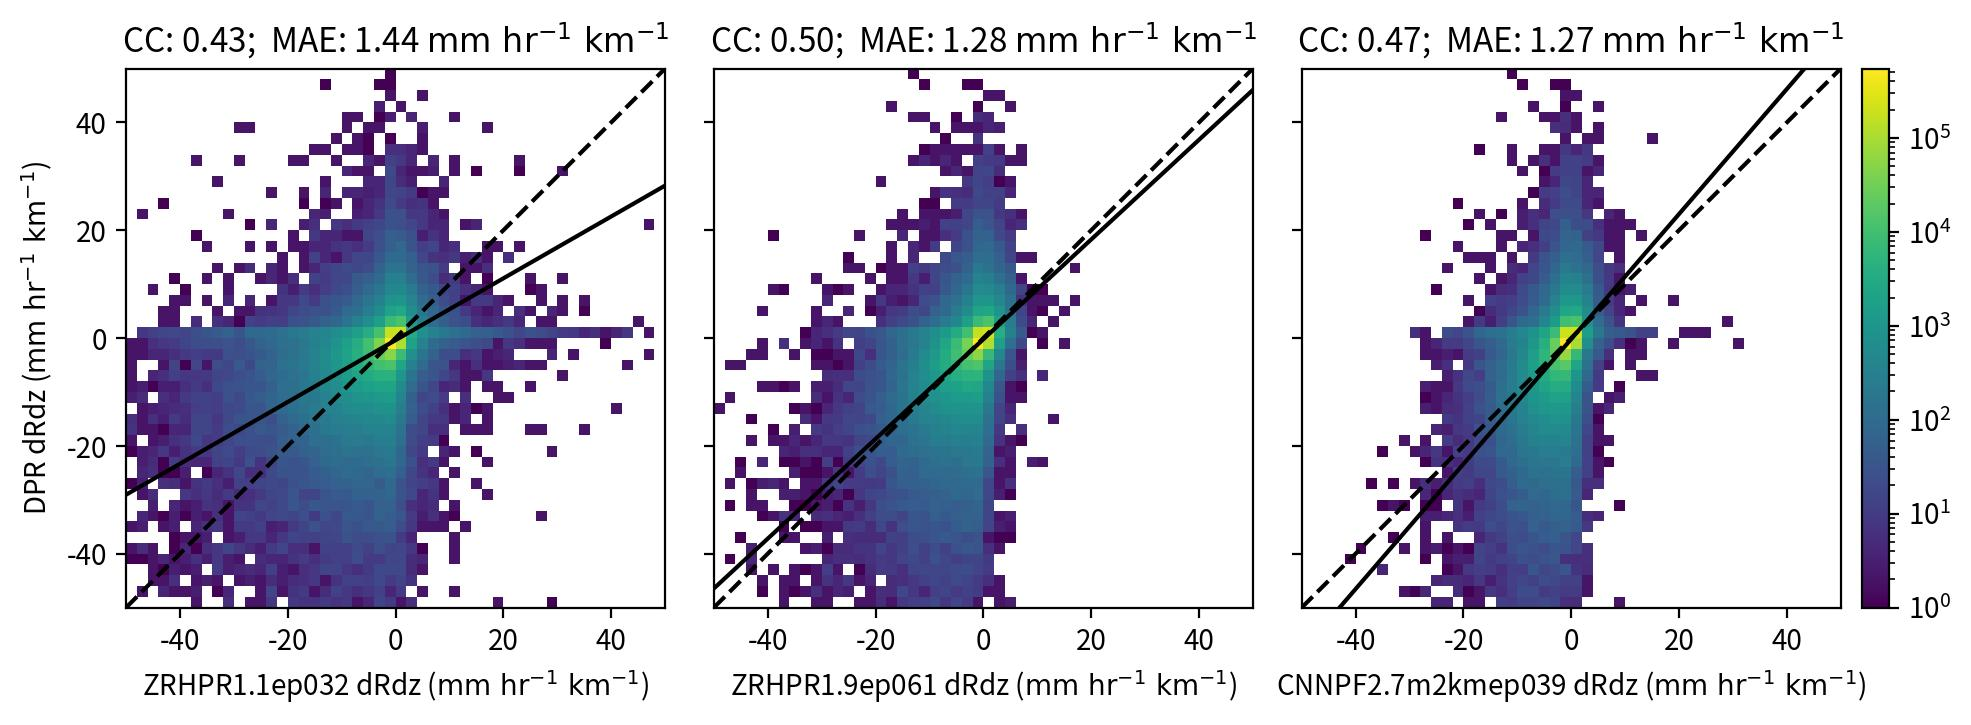 CC: 0.43; MAE: 1.44 mm hr⁻¹ km⁻¹
CC: 0.50; MAE: 1.28 mm hr⁻¹ km⁻¹
CC: 0.47; MAE: 1.27 mm hr⁻¹ km⁻¹
DPR dRdz (mm hr⁻¹ km⁻¹)
40
20
0
-20
-40
-40 -20 0 20 40
-40 -20 0 20 40
-40 -20 0 20 40
10⁵
10⁴
10³
10²
10¹
10⁰
ZRHPR1.1ep032 dRdz (mm hr⁻¹ km⁻¹)
ZRHPR1.9ep061 dRdz (mm hr⁻¹ km⁻¹)
CNNPF2.7m2kmep039 dRdz (mm hr⁻¹ km⁻¹)